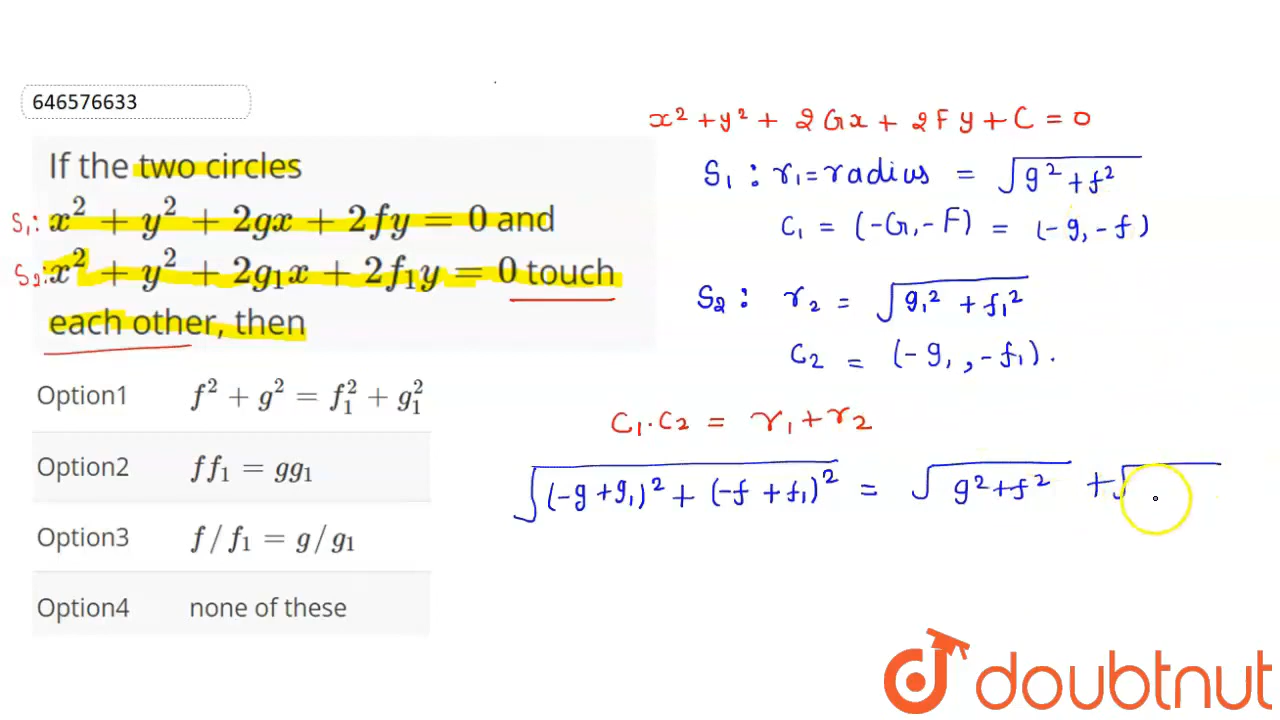 646576633
If the two circles
S₁: x² + y² + 2gx + 2fy = 0 and
S₂: x² + y² + 2g₁x + 2f₁y = 0 touch
each other, then
Option1 f² + g² = f₁² + g₁²
Option2 ff₁ = gg₁
Option3 f / f₁ = g / g₁
Option4 none of these
x² + y² + 2Gx + 2Fy + C = 0
S₁ : r₁ = radius = √(g² + f²)
C₁ = (-G, -F) = (-g, -f)
S₂ : r₂ = √(g₁² + f₁²)
C₂ = (-g₁, -f₁).
C₁.C₂ = r₁ + r₂
√((-g + g₁)² + (-f + f₁)²) = √(g² + f²) + √
doubtnut